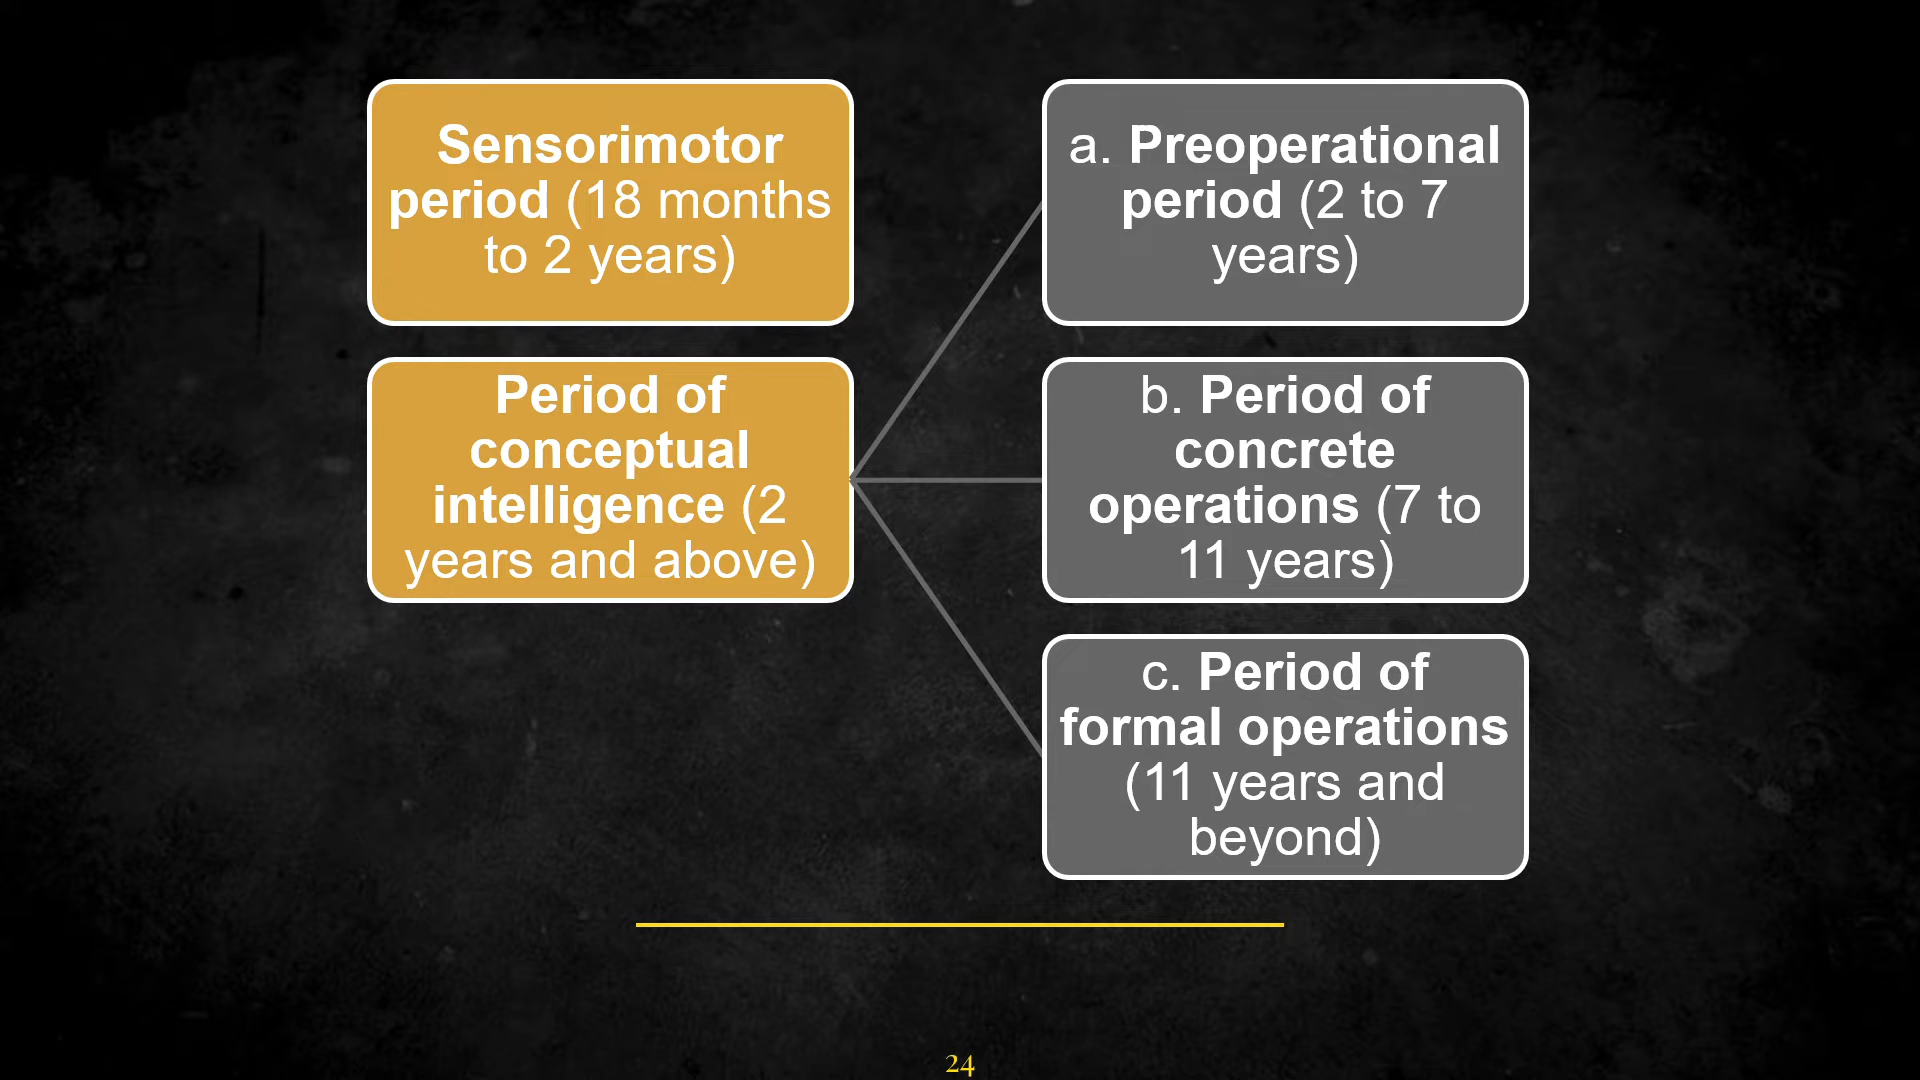 Sensorimotor
period (18 months
to 2 years)
Period of
conceptual
intelligence (2
years and above)
a. Preoperational
period (2 to 7
years)
b. Period of
concrete
operations (7 to
11 years)
c. Period of
formal operations
(11 years and
beyond)
24